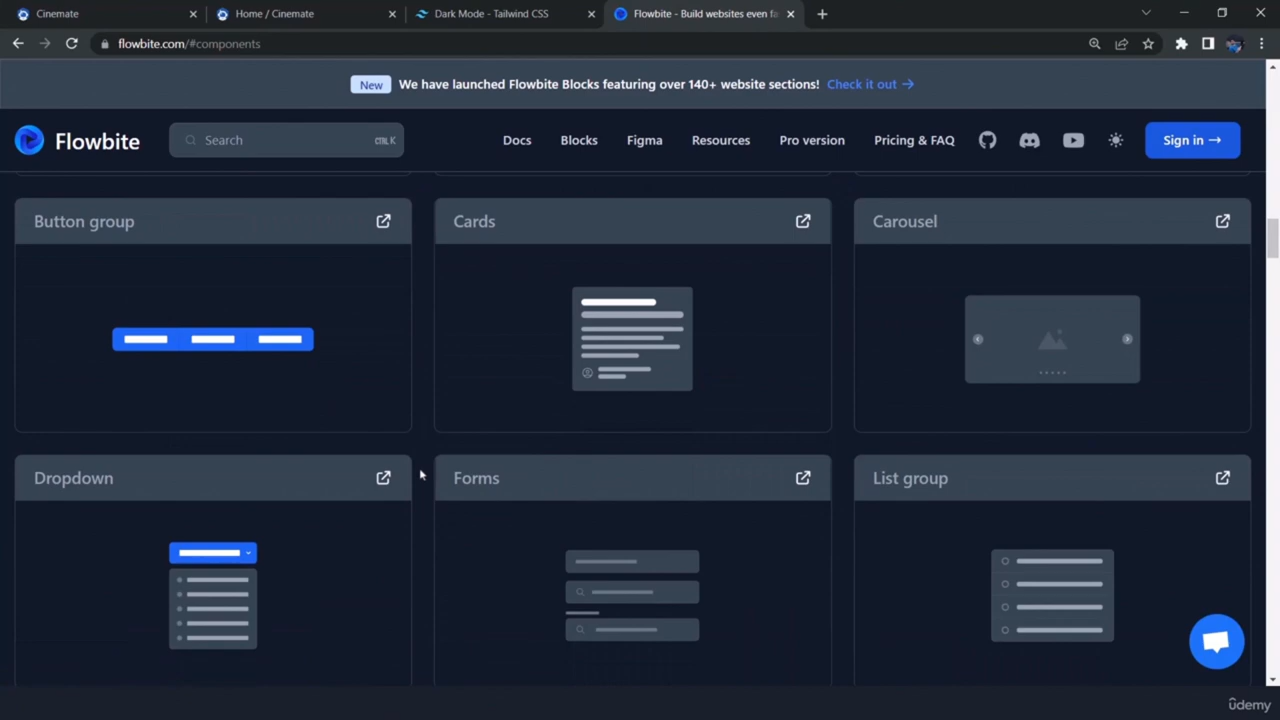 Cinemate
Home / Cinemate
Dark Mode - Tailwind CSS
Flowbite - Build websites even fa
flowbite.com/#components
New We have launched Flowbite Blocks featuring over 140+ website sections! Check it out →
Flowbite
Search
CTRL K
Docs
Blocks
Figma
Resources
Pro version
Pricing & FAQ
Sign in →
Button group
Cards
Carousel
Dropdown
Forms
List group
ûdemy